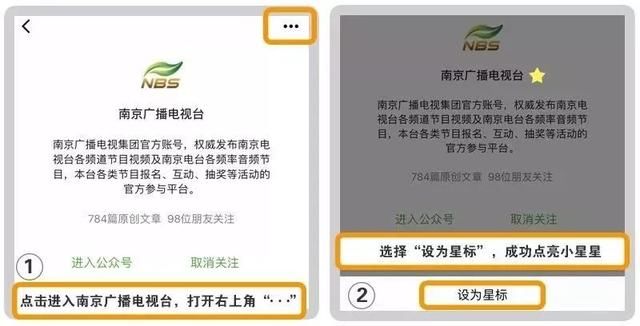 NBS
南京广播电视台
南京广播电视集团官方账号，权威发布南京电
视台各频道节目视频及南京电台各频率音频节
目，本台各类节目报名、互动、抽奖等活动的
官方参与平台。
784篇原创文章 98位朋友关注
进入公众号 取消关注
①
点击进入南京广播电视台，打开右上角“···”
NBS
南京广播电视台
南京广播电视集团官方账号，权威发布南京电
视台各频道节目视频及南京电台各频率音频节
目，本台各类节目报名、互动、抽奖等活动的
官方参与平台。
784篇原创文章 98位朋友关注
进入公众号 取消关注
选择“设为星标”，成功点亮小星星
②
设为星标